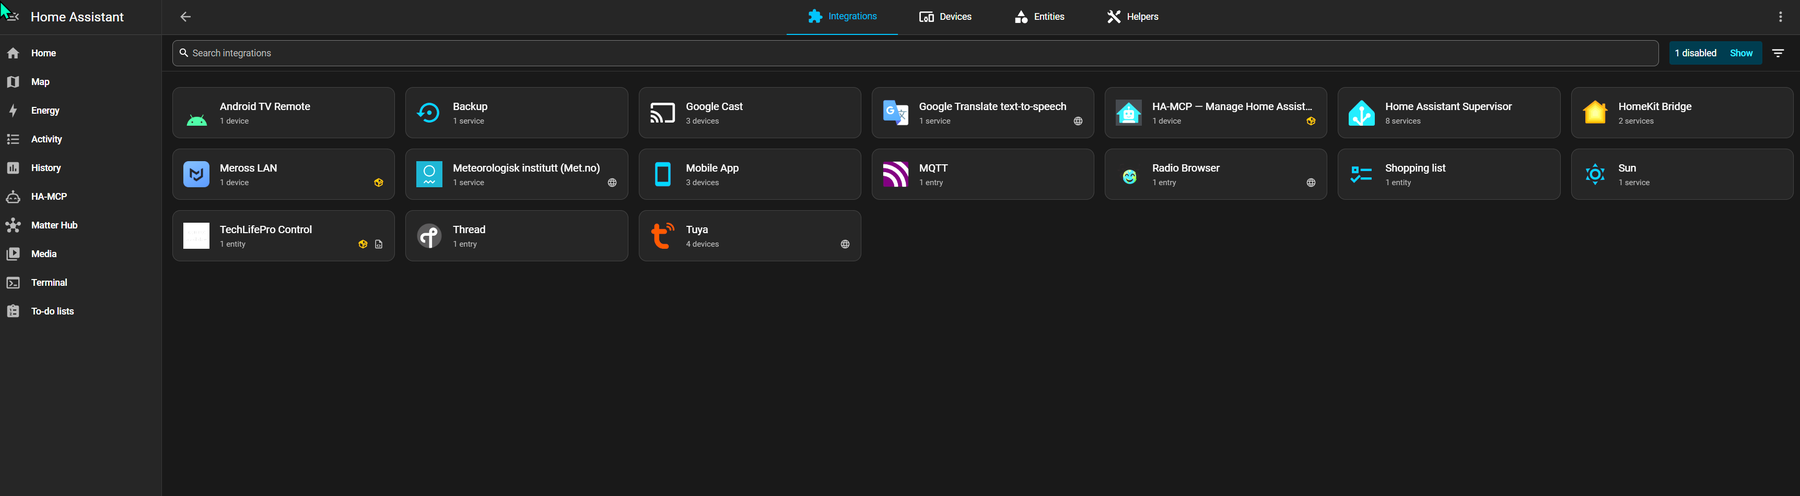 Home Assistant
Integrations
Devices
Entities
Helpers
Home
Map
Energy
Activity
History
HA-MCP
Matter Hub
Media
Terminal
To-do lists
Search integrations
1 disabled Show
Android TV Remote
1 device
Backup
1 service
Google Cast
3 devices
Google Translate text-to-speech
1 service
HA-MCP — Manage Home Assist...
1 device
Home Assistant Supervisor
8 services
HomeKit Bridge
2 services
Meross LAN
1 device
Meteorologisk institutt (Met.no)
1 service
Mobile App
3 devices
MQTT
1 entry
Radio Browser
1 entry
Shopping list
1 entity
Sun
1 service
TechLifePro Control
1 entity
Thread
1 entry
Tuya
4 devices